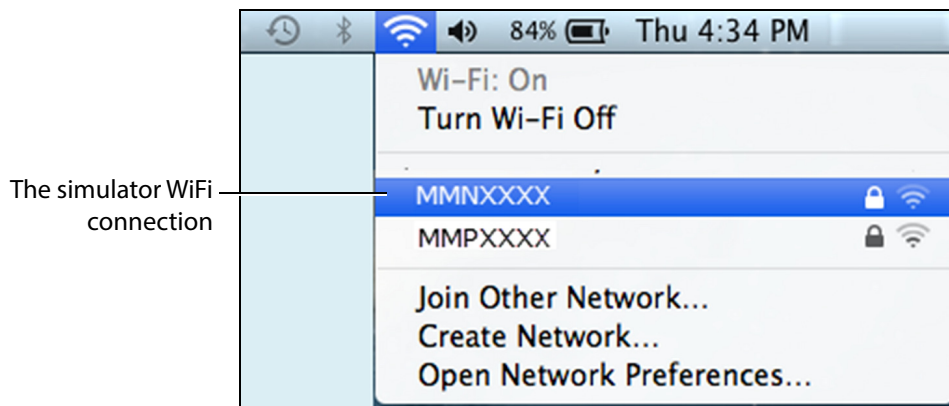 84% Thu 4:34 PM
Wi-Fi: On
Turn Wi-Fi Off
The simulator WiFi
connection
MMNXXXX
MMPXXXX
Join Other Network...
Create Network...
Open Network Preferences...